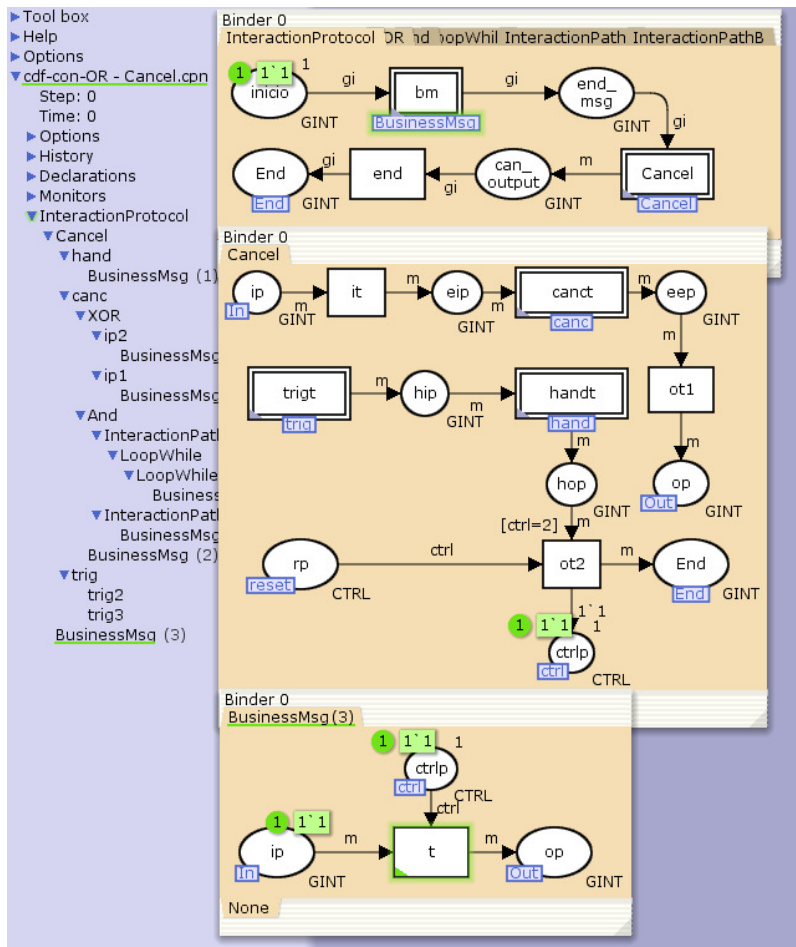 Tool box
Help
Options
cdf-con-OR - Cancel.cpn
Step: 0
Time: 0
Options
History
Declarations
Monitors
InteractionProtocol
Cancel
hand
BusinessMsg (1)
canc
XOR
ip2
BusinessMsg
ip1
BusinessMsg
And
InteractionPat
LoopWhile
LoopWhile
Business
InteractionPat
BusinessMsg
BusinessMsg (2)
trig
trig2
trig3
BusinessMsg (3)
Binder 0
InteractionProtocol OR nd oopWhil InteractionPath InteractionPathB
1 1`1 1
inicio gi bm gi end_
msg
GINT BusinessMsg GINT gi
End gi end gi can_
output m Cancel
End GINT GINT Cancel
Binder 0
Cancel
ip m it m eip m canct m eep
In GINT GINT canc GINT
m
trigt m hip m handt ot1
trig GINT hand m
m op
hop Out GINT
GINT
[ctrl=2] m
rp ctrl ot2 m End
reset CTRL End GINT
1`1
1 1`1 1
ctrlp
ctrl CTRL
Binder 0
BusinessMsg(3)
1 1`1 1
ctrlp
ctrl CTRL
ctrl
1 1`1
ip m t m op
In GINT Out GINT
None